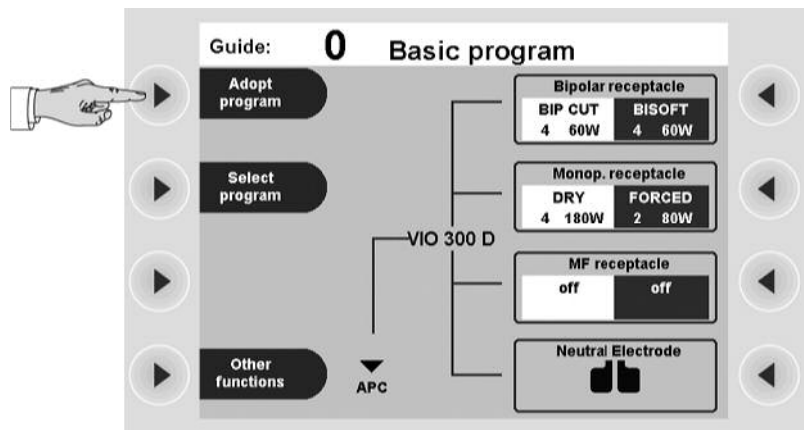 Guide: 0 Basic program
Adopt
program
Select
program
Other
functions
VIO 300 D
APC
Bipolar receptacle
BIP CUT BISOFT
4 60W 4 60W
Monop. receptacle
DRY FORCED
4 180W 2 80W
MF receptacle
off off
Neutral Electrode